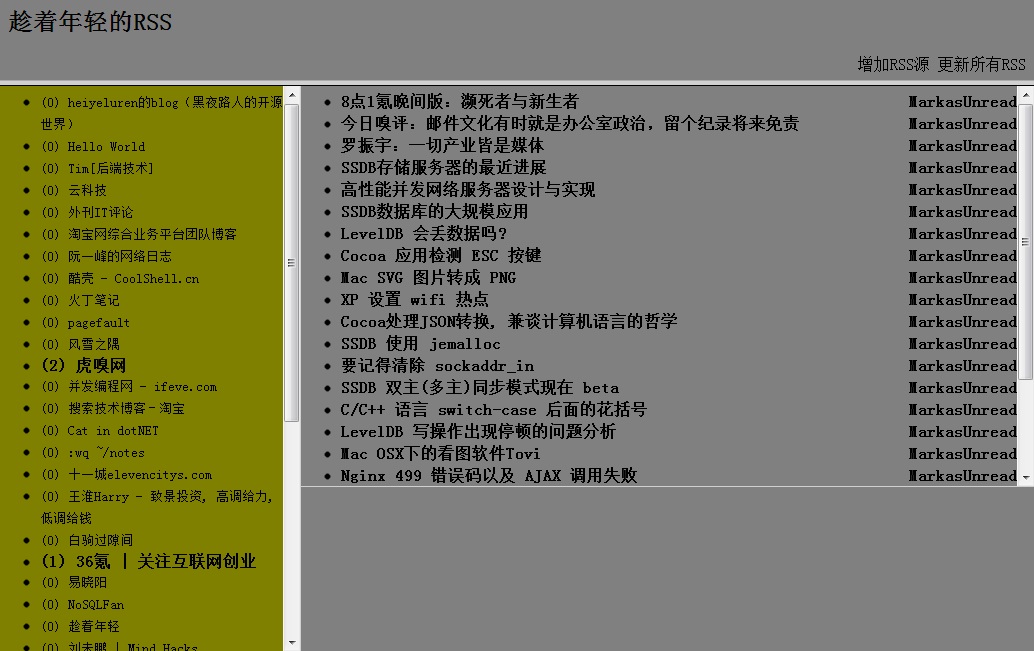 趁着年轻的RSS
增加RSS源 更新所有RSS
(0) heiyeluren的blog（黑夜路人的开源
世界）
(0) Hello World
(0) Tim[后端技术]
(0) 云科技
(0) 外刊IT评论
(0) 淘宝网综合业务平台团队博客
(0) 阮一峰的网络日志
(0) 酷壳 - CoolShell.cn
(0) 火丁笔记
(0) pagefault
(0) 风雪之隅
(2) 虎嗅网
(0) 并发编程网 - ifeve.com
(0) 搜索技术博客－淘宝
(0) Cat in dotNET
(0) :wq ~/notes
(0) 十一城elevencitys.com
(0) 王淮Harry - 致景投资, 高调给力,
低调给钱
(0) 白驹过隙间
(1) 36氪 | 关注互联网创业
(0) 易晓阳
(0) NoSQLFan
(0) 趁着年轻
(0) 刘未鹏 | Mind Hacks
8点1氪晚间版：濒死者与新生者 MarkasUnread
今日嗅评：邮件文化有时就是办公室政治，留个纪录将来免责 MarkasUnread
罗振宇：一切产业皆是媒体 MarkasUnread
SSDB存储服务器的最近进展 MarkasUnread
高性能并发网络服务器设计与实现 MarkasUnread
SSDB数据库的大规模应用 MarkasUnread
LevelDB 会丢数据吗? MarkasUnread
Cocoa 应用检测 ESC 按键 MarkasUnread
Mac SVG 图片转成 PNG MarkasUnread
XP 设置 wifi 热点 MarkasUnread
Cocoa处理JSON转换, 兼谈计算机语言的哲学 MarkasUnread
SSDB 使用 jemalloc MarkasUnread
要记得清除 sockaddr_in MarkasUnread
SSDB 双主(多主)同步模式现在 beta MarkasUnread
C/C++ 语言 switch-case 后面的花括号 MarkasUnread
LevelDB 写操作出现停顿的问题分析 MarkasUnread
Mac OSX下的看图软件Tovi MarkasUnread
Nginx 499 错误码以及 AJAX 调用失败 MarkasUnread